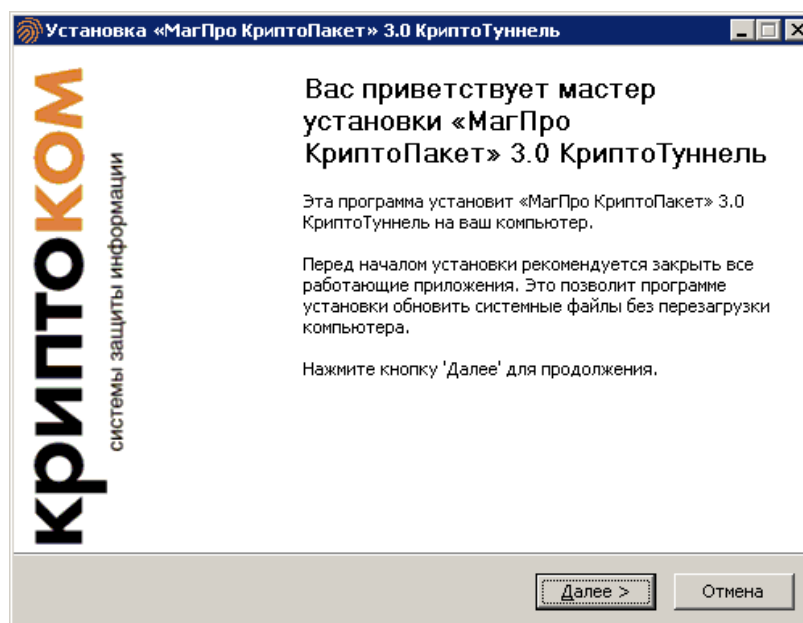 Установка «МагПро КриптоПакет» 3.0 КриптоТуннель
криптоком
системы защиты информации
Вас приветствует мастер
установки «МагПро
КриптоПакет» 3.0 КриптоТуннель
Эта программа установит «МагПро КриптоПакет» 3.0
КриптоТуннель на ваш компьютер.
Перед началом установки рекомендуется закрыть все
работающие приложения. Это позволит программе
установки обновить системные файлы без перезагрузки
компьютера.
Нажмите кнопку 'Далее' для продолжения.
Далее >
Отмена